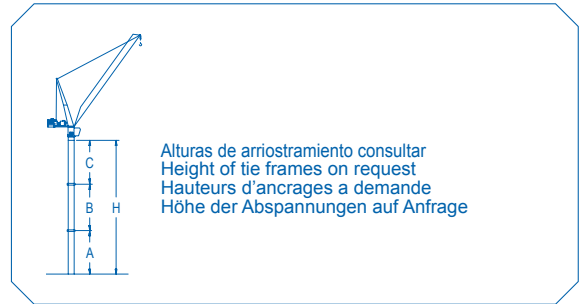 C
B
H
A
Alturas de arriostramiento consultar
Height of tie frames on request
Hauteurs d'ancrages a demande
Höhe der Abspannungen auf Anfrage